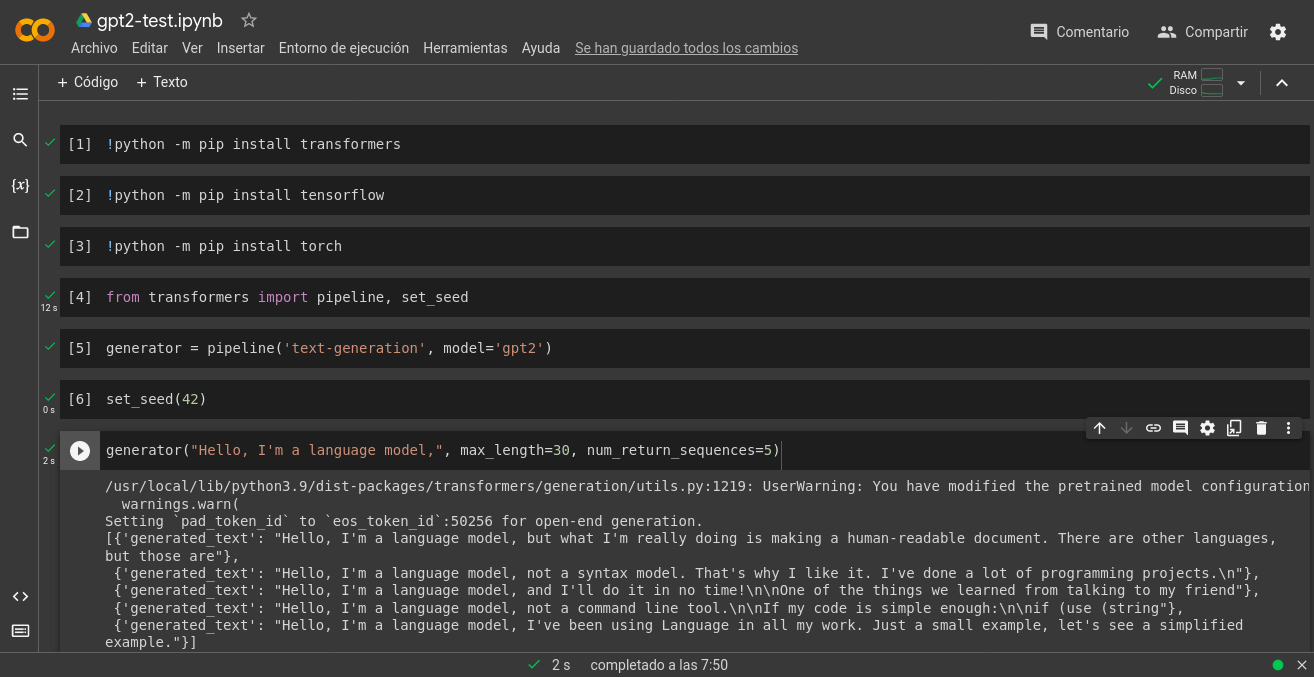 gpt2-test.ipynb
Archivo Editar Ver Insertar Entorno de ejecución Herramientas Ayuda Se han guardado todos los cambios
Comentario Compartir
+ Código + Texto
RAM
Disco
{x}
[1] !python -m pip install transformers
[2] !python -m pip install tensorflow
[3] !python -m pip install torch
[4] from transformers import pipeline, set_seed
12 s
[5] generator = pipeline('text-generation', model='gpt2')
[6] set_seed(42)
0 s
generator("Hello, I'm a language model,", max_length=30, num_return_sequences=5)
2 s
/usr/local/lib/python3.9/dist-packages/transformers/generation/utils.py:1219: UserWarning: You have modified the pretrained model configuration
warnings.warn(
Setting `pad_token_id` to `eos_token_id`:50256 for open-end generation.
[{'generated_text': "Hello, I'm a language model, but what I'm really doing is making a human-readable document. There are other languages,
but those are"},
{'generated_text': "Hello, I'm a language model, not a syntax model. That's why I like it. I've done a lot of programming projects.\n"},
{'generated_text': "Hello, I'm a language model, and I'll do it in no time!\n\nOne of the things we learned from talking to my friend"},
{'generated_text': "Hello, I'm a language model, not a command line tool.\n\nIf my code is simple enough:\n\nif (use (string"},
{'generated_text': "Hello, I'm a language model, I've been using Language in all my work. Just a small example, let's see a simplified
example."}]
2 s completado a las 7:50